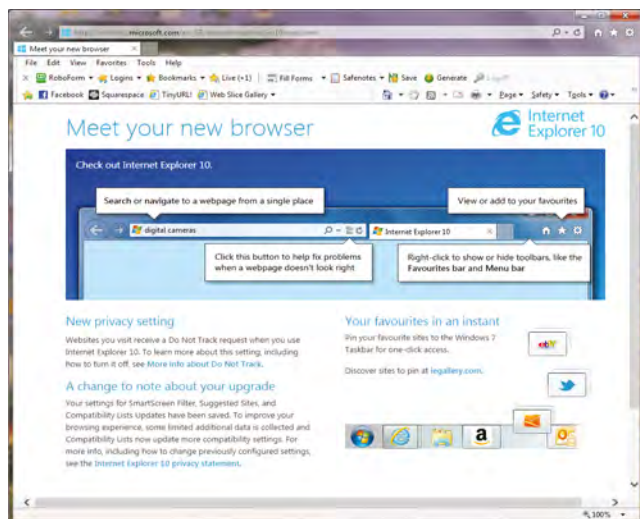 microsoft.com
Meet your new browser
File Edit View Favorites Tools Help
RoboForm Logins Bookmarks Live (+1) Fill Forms Safenotes Save Generate
Facebook Squarespace TinyURL! Web Slice Gallery Page Safety Tools
Meet your new browser
Internet
Explorer 10
Check out Internet Explorer 10.
Search or navigate to a webpage from a single place
View or add to your favourites
digital cameras
Internet Explorer 10
Click this button to help fix problems
when a webpage doesn't look right
Right-click to show or hide toolbars, like the
Favourites bar and Menu bar
New privacy setting
Websites you visit receive a Do Not Track request when you use
Internet Explorer 10. To learn more about this setting, including
how to turn it off, see More info about Do Not Track.
A change to note about your upgrade
Your settings for SmartScreen Filter, Suggested Sites, and
Compatibility Lists Updates have been saved. To improve your
browsing experience, some limited additional data is collected and
Compatibility Lists now update more compatibility settings. For
more info, including how to change previously configured settings,
see the Internet Explorer 10 privacy statement.
Your favourites in an instant
Pin your favourite sites to the Windows 7
Taskbar for one-click access.
Discover sites to pin at iegallery.com.
ebY
a
100%